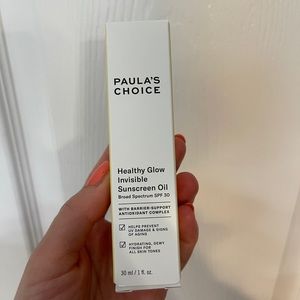 PAULA'S
CHOICE
Healthy Glow
Invisible
Sunscreen Oil
Broad Spectrum SPF 30
WITH BARRIER-SUPPORT
ANTIOXIDANT COMPLEX
HELPS PREVENT
UV DAMAGE & SIGNS
OF AGING
HYDRATING, DEWY
FINISH FOR
ALL SKIN TONES
30 ml / 1 fl. oz.